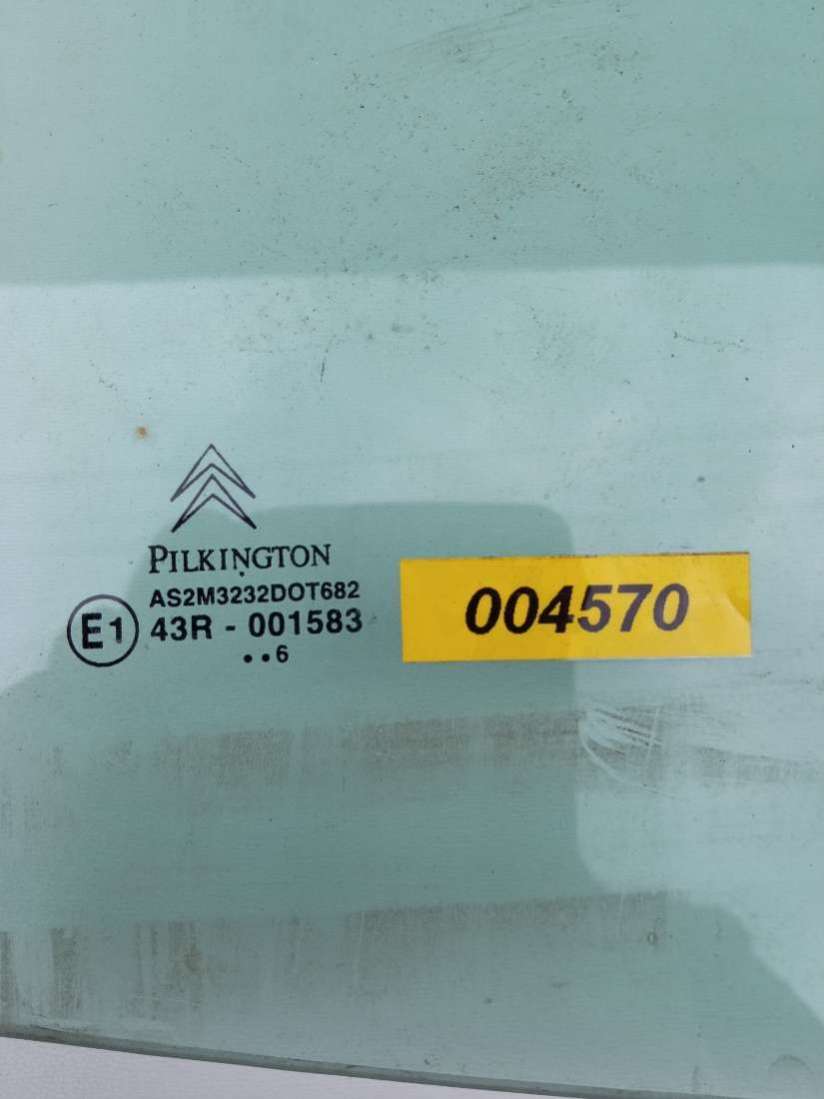 PILKINGTON
AS2M3232DOT682
E1 43R - 001583
••6
004570